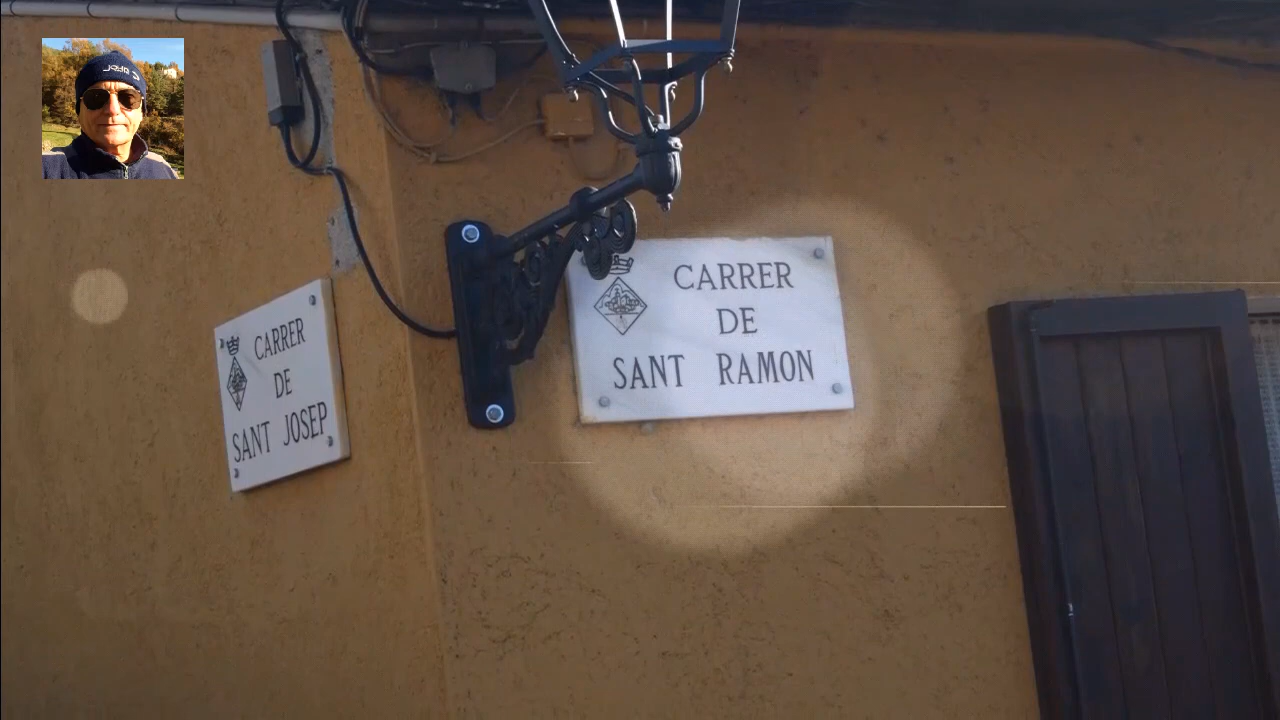 CARRER
DE
SANT JOSEP
CARRER
DE
SANT RAMON